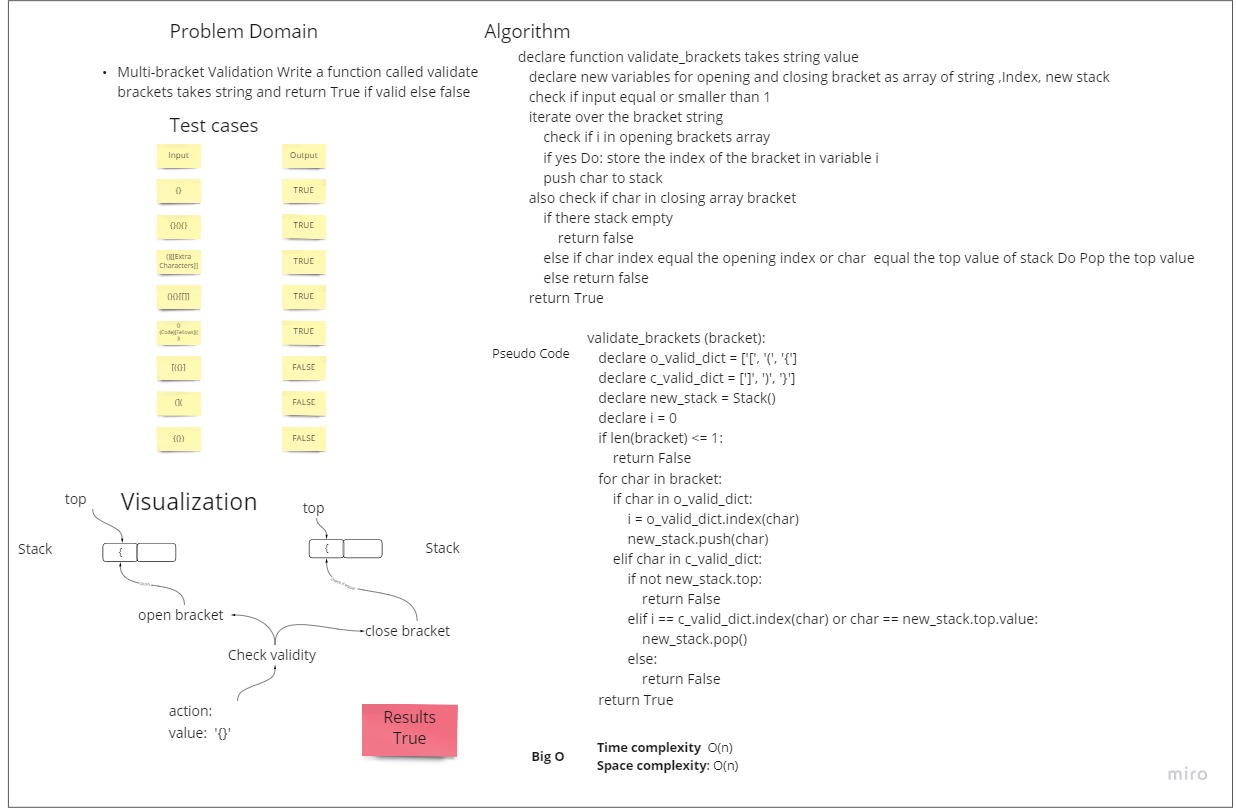 Problem Domain
• Multi-bracket Validation Write a function called validate
brackets takes string and return True if valid else false
Test cases
Input Output
{} TRUE
{}(){} TRUE
()[[Extra
Characters]] TRUE
(){}[[]] TRUE
{}
{Code}[Fellows](
TRUE
[({}] FALSE
(]( FALSE
{(}) FALSE
Visualization
top
top
Stack
{
{
Stack
push
check if equal
open bracket
close bracket
Check validity
action:
value: '{}'
Results
True
Algorithm
declare function validate_brackets takes string value
declare new variables for opening and closing bracket as array of string ,Index, new stack
check if input equal or smaller than 1
iterate over the bracket string
check if i in opening brackets array
if yes Do: store the index of the bracket in variable i
push char to stack
also check if char in closing array bracket
if there stack empty
return false
else if char index equal the opening index or char equal the top value of stack Do Pop the top value
else return false
return True
Pseudo Code
validate_brackets (bracket):
declare o_valid_dict = ['[', '(', '{']
declare c_valid_dict = [']', ')', '}']
declare new_stack = Stack()
declare i = 0
if len(bracket) <= 1:
return False
for char in bracket:
if char in o_valid_dict:
i = o_valid_dict.index(char)
new_stack.push(char)
elif char in c_valid_dict:
if not new_stack.top:
return False
elif i == c_valid_dict.index(char) or char == new_stack.top.value:
new_stack.pop()
else:
return False
return True
Big O
Time complexity O(n)
Space complexity: O(n)
miro